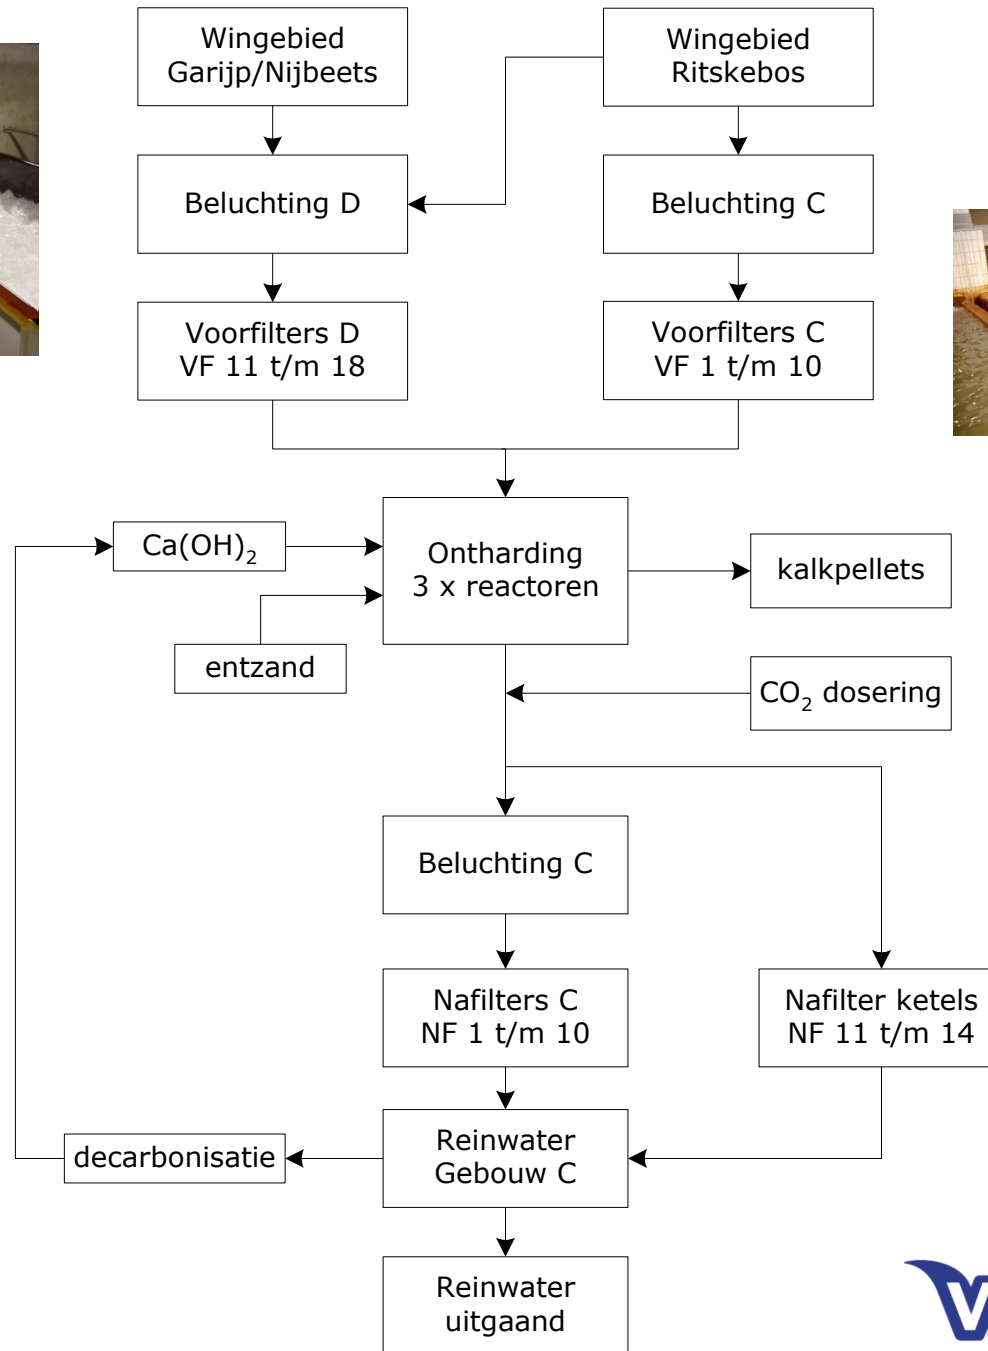 Wingebied
Garijp/Nijbeets
Wingebied
Ritskebos
Beluchting D
Beluchting C
Voorfilters D
VF 11 t/m 18
Voorfilters C
VF 1 t/m 10
Ca(OH)₂
Ontharding
3 x reactoren
kalkpellets
entzand
CO₂ dosering
Beluchting C
Nafilters C
NF 1 t/m 10
Nafilter ketels
NF 11 t/m 14
decarbonisatie
Reinwater
Gebouw C
Reinwater
uitgaand